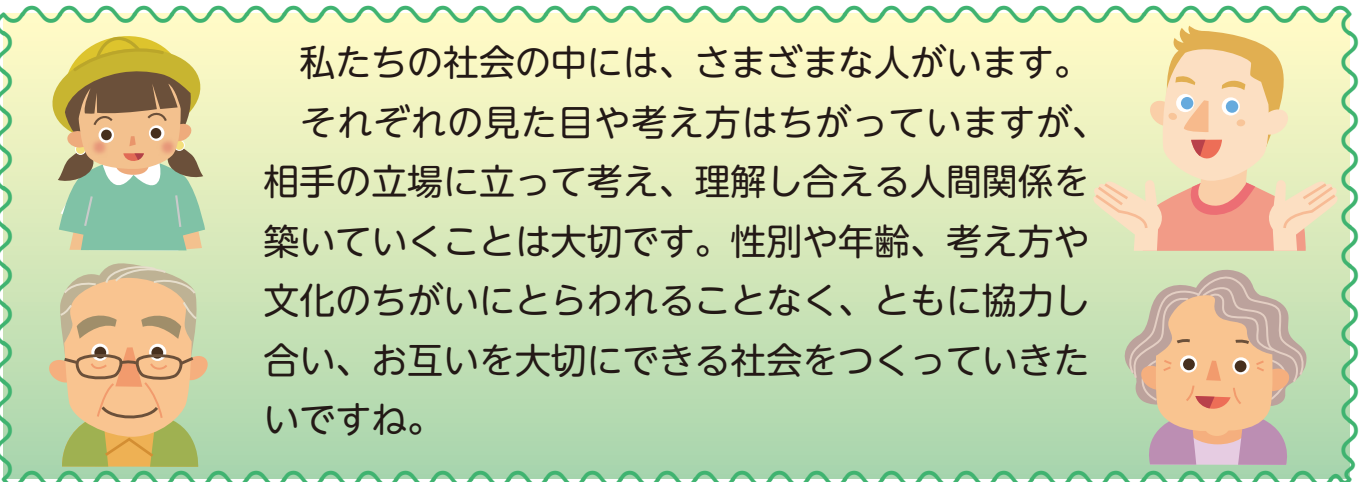 私たちの社会の中には、さまざまな人がいます。
それぞれの見た目や考え方はちがっていますが、
相手の立場に立って考え、理解し合える人間関係を
築いていくことは大切です。性別や年齢、考え方や
文化のちがいにとらわれることなく、ともに協力し
合い、お互いを大切にできる社会をつくっていきた
いですね。